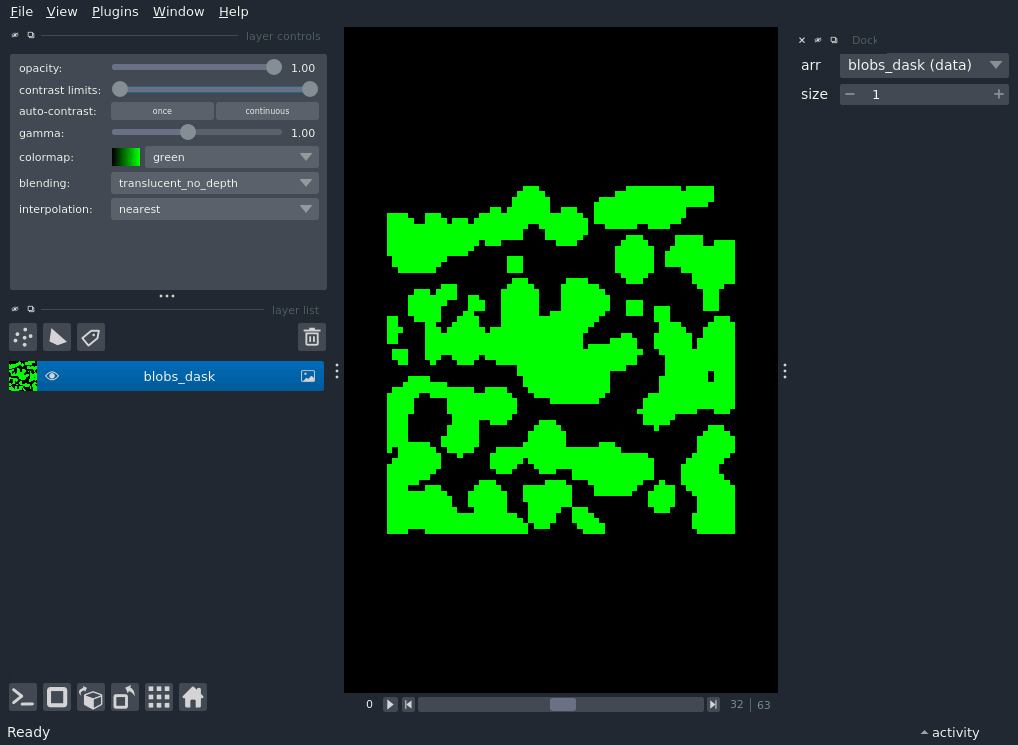 File View Plugins Window Help
layer controls
opacity: 1.00
contrast limits:
auto-contrast: once continuous
gamma: 1.00
colormap: green
blending: translucent_no_depth
interpolation: nearest
layer list
blobs_dask
Dock
arr blobs_dask (data)
size 1
0 32 63
Ready
activity